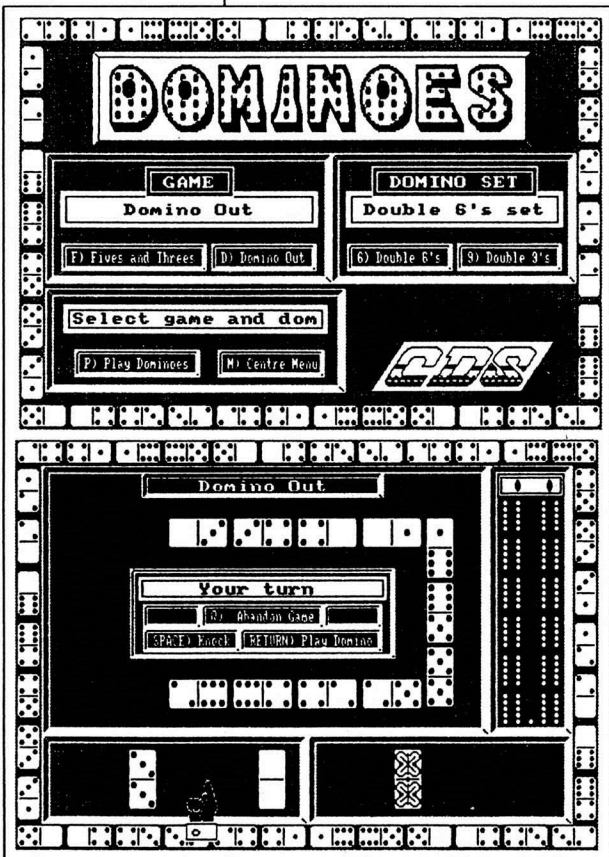 DOMINOES
GAME
Domino Out
F) Fives and Threes D) Domino Out
DOMINO SET
Double 6's set
6) Double 6's 9) Double 9's
Select game and dom
P) Play Dominoes M) Centre Menu
CDS
Domino Out
Your turn
Abandon Game
SPACE) Knock RETURN) Play Domino